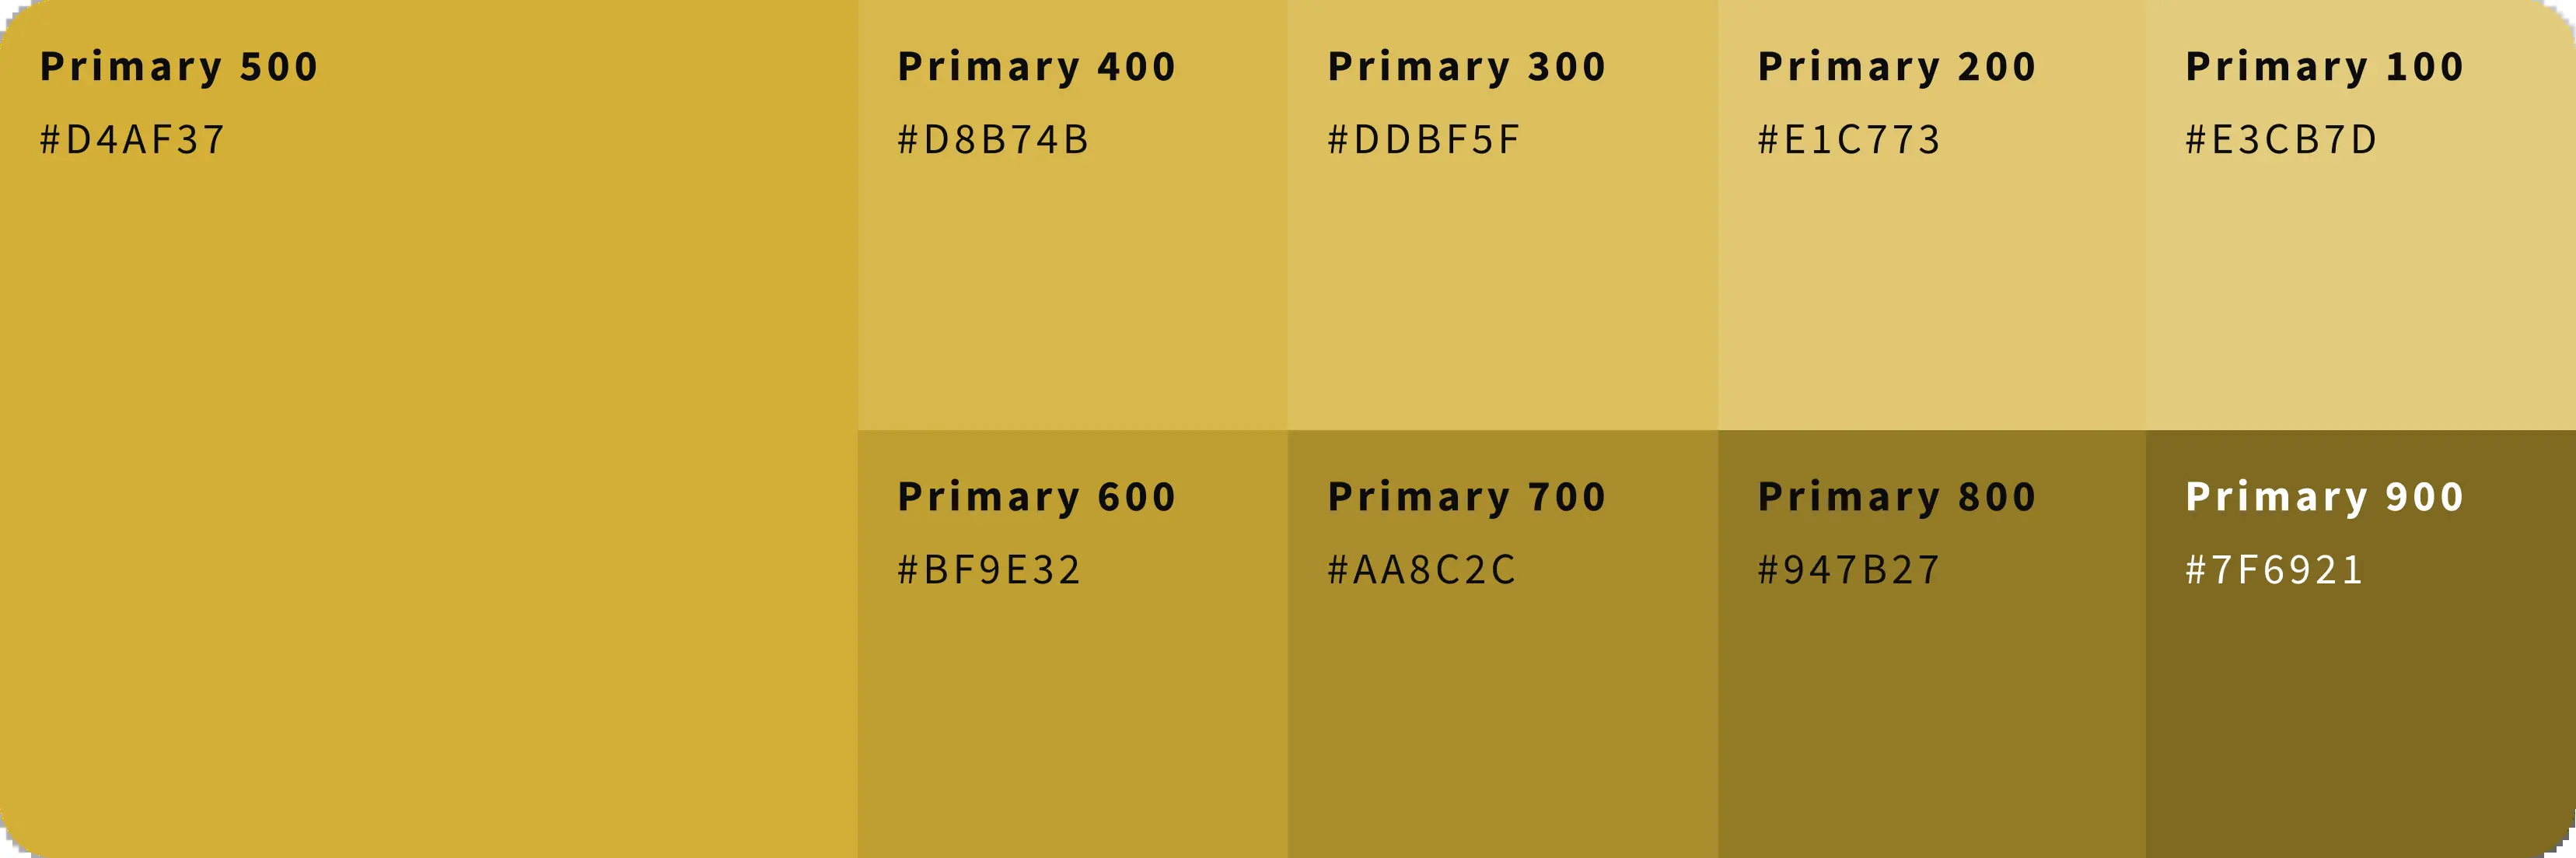 Primary 500
#D4AF37
Primary 400
#D8B74B
Primary 300
#DDBF5F
Primary 200
#E1C773
Primary 100
#E3CB7D
Primary 600
#BF9E32
Primary 700
#AA8C2C
Primary 800
#947B27
Primary 900
#7F6921